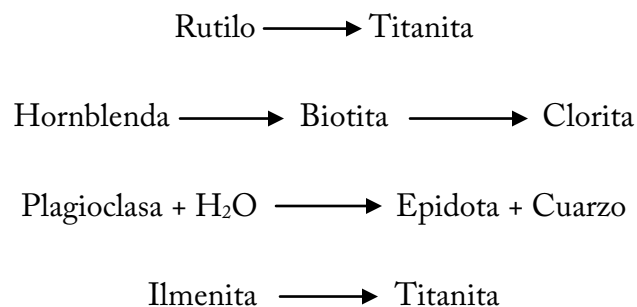 Rutilo ⟶ Titanita
Hornblenda ⟶ Biotita ⟶ Clorita
Plagioclasa + H₂O ⟶ Epidota + Cuarzo
Ilmenita ⟶ Titanita